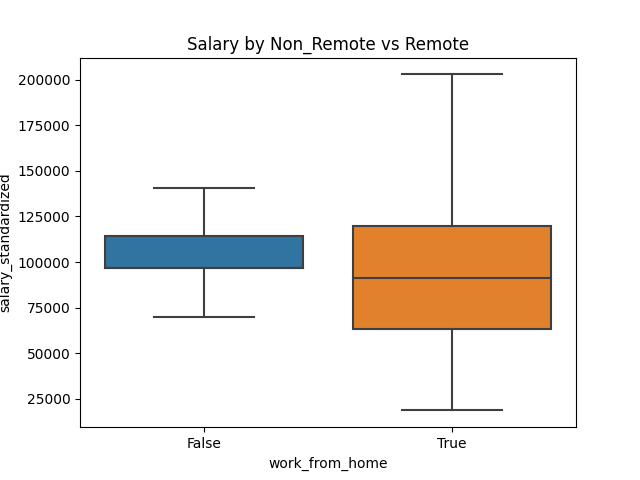 Salary by Non_Remote vs Remote
200000
175000
150000
125000
100000
75000
50000
25000
salary_standardized
False
True
work_from_home